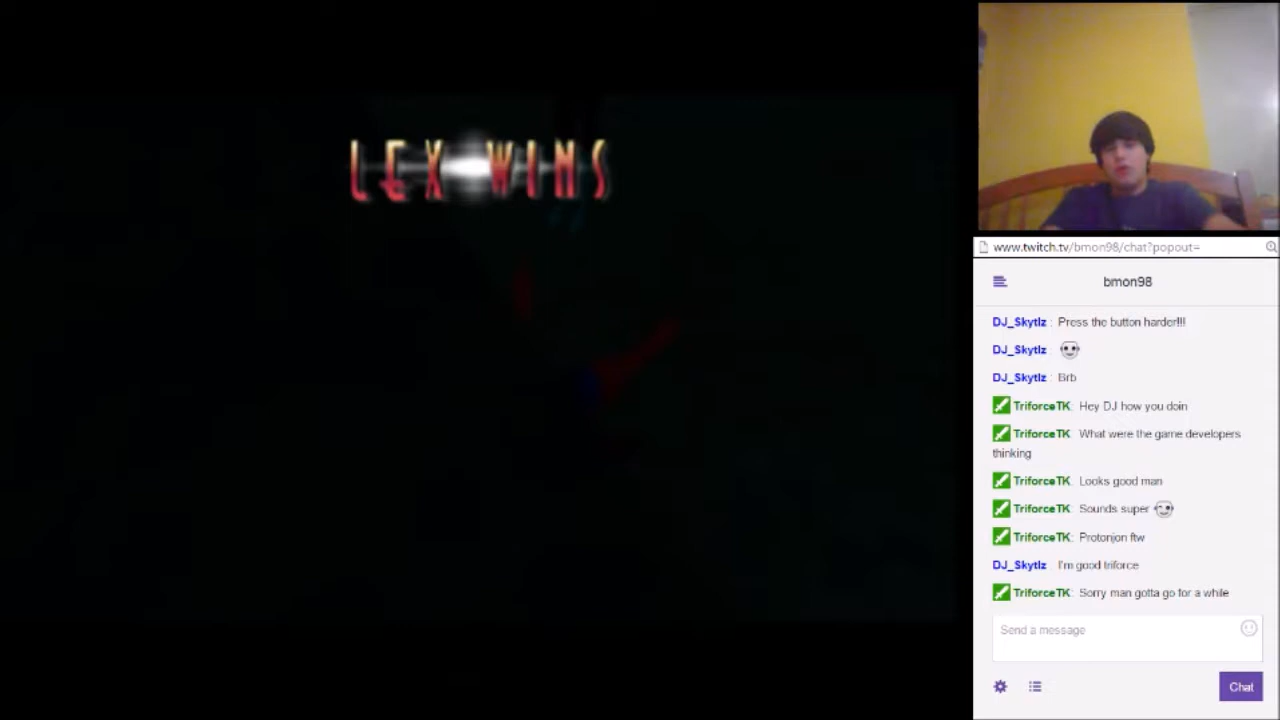 LEX WINS
www.twitch.tv/bmon98/chat?popout=
bmon98
DJ_Skytlz : Press the button harder!!!
DJ_Skytlz :
DJ_Skytlz : Brb
TriforceTK: Hey DJ how you doin
TriforceTK: What were the game developers
thinking
TriforceTK: Looks good man
TriforceTK: Sounds super
TriforceTK: Protonjon ftw
DJ_Skytlz : I'm good triforce
TriforceTK: Sorry man gotta go for a while
Send a message
Chat